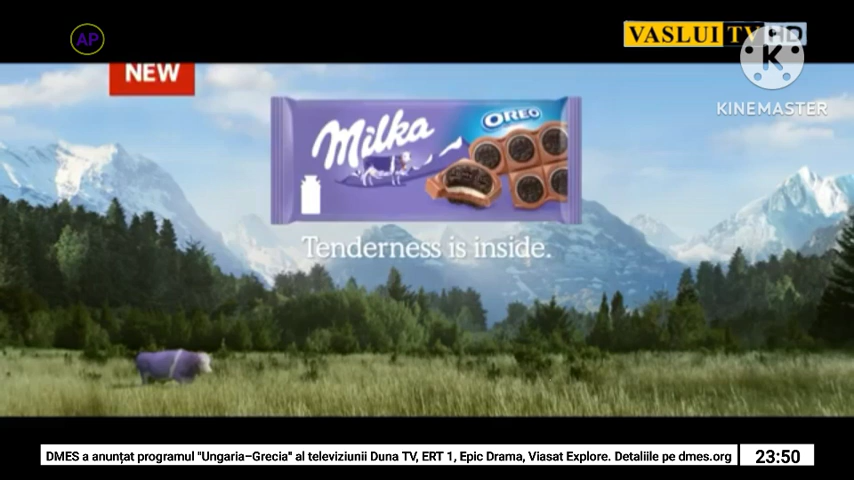 AP
VASLUI TV HD
K
KINEMASTER
NEW
Milka
OREO
Tenderness is inside.
DMES a anunțat programul "Ungaria–Grecia" al televiziunii Duna TV, ERT 1, Epic Drama, Viasat Explore. Detaliile pe dmes.org
23:50